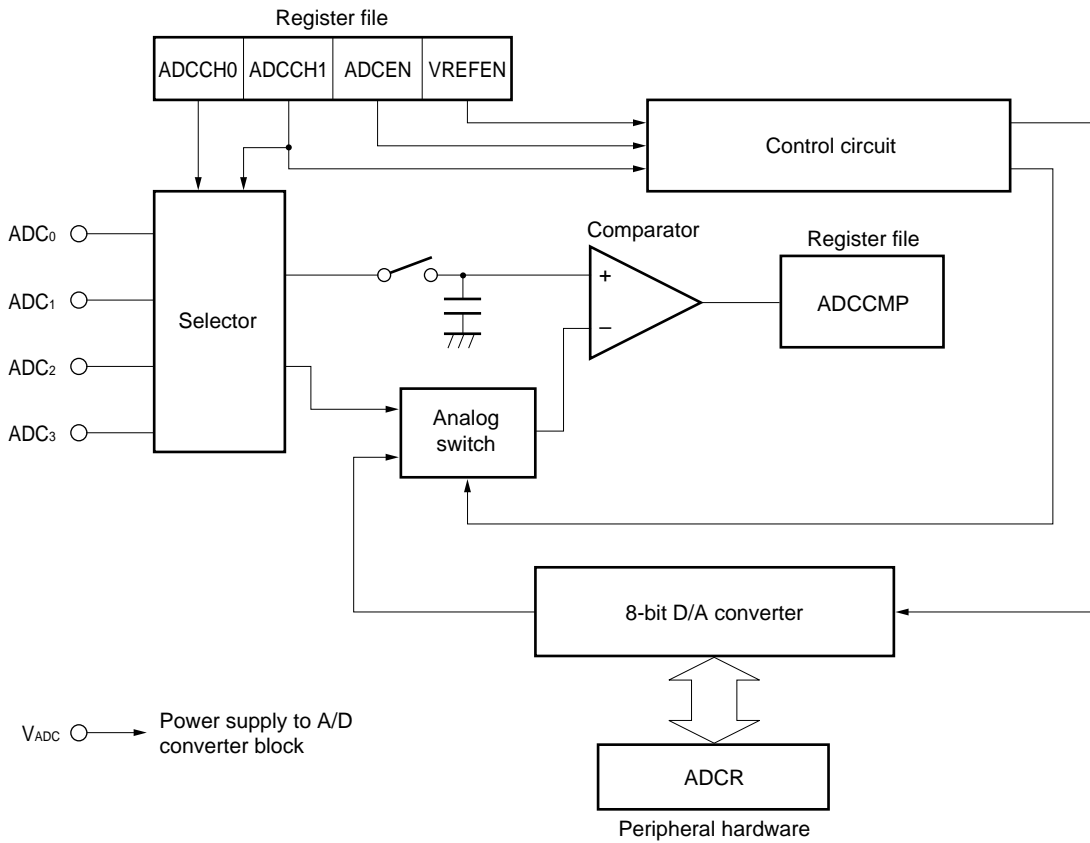 Register file
ADCCH0 ADCCH1 ADCEN VREFEN
Control circuit
ADC0
ADC1
ADC2
ADC3
Selector
Comparator
+
−
Register file
ADCCMP
Analog
switch
8-bit D/A converter
VADC
Power supply to A/D
converter block
ADCR
Peripheral hardware